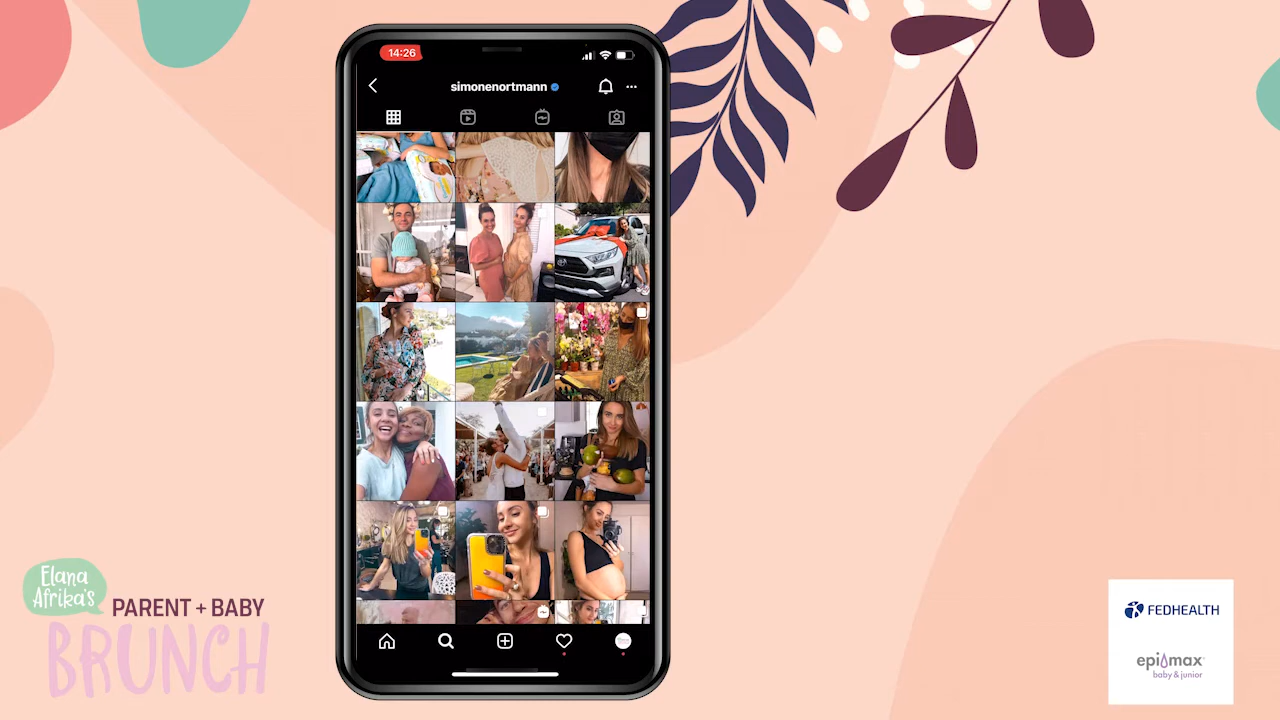 14:26
simonenortmann
Elana
Afrika's
PARENT + BABY
BRUNCH
FEDHEALTH
epimax
baby & junior